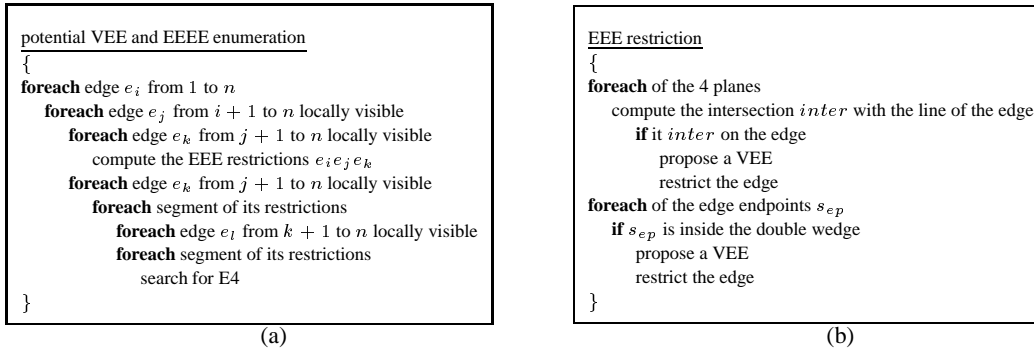 potential VEE and EEEE enumeration
{
foreach edge e_i from 1 to n
foreach edge e_j from i + 1 to n locally visible
foreach edge e_k from j + 1 to n locally visible
compute the EEE restrictions e_i e_j e_k
foreach edge e_k from j + 1 to n locally visible
foreach segment of its restrictions
foreach edge e_l from k + 1 to n locally visible
foreach segment of its restrictions
search for E4
}
(a)
EEE restriction
{
foreach of the 4 planes
compute the intersection inter with the line of the edge
if it inter on the edge
propose a VEE
restrict the edge
foreach of the edge endpoints s_ep
if s_ep is inside the double wedge
propose a VEE
restrict the edge
}
(b)